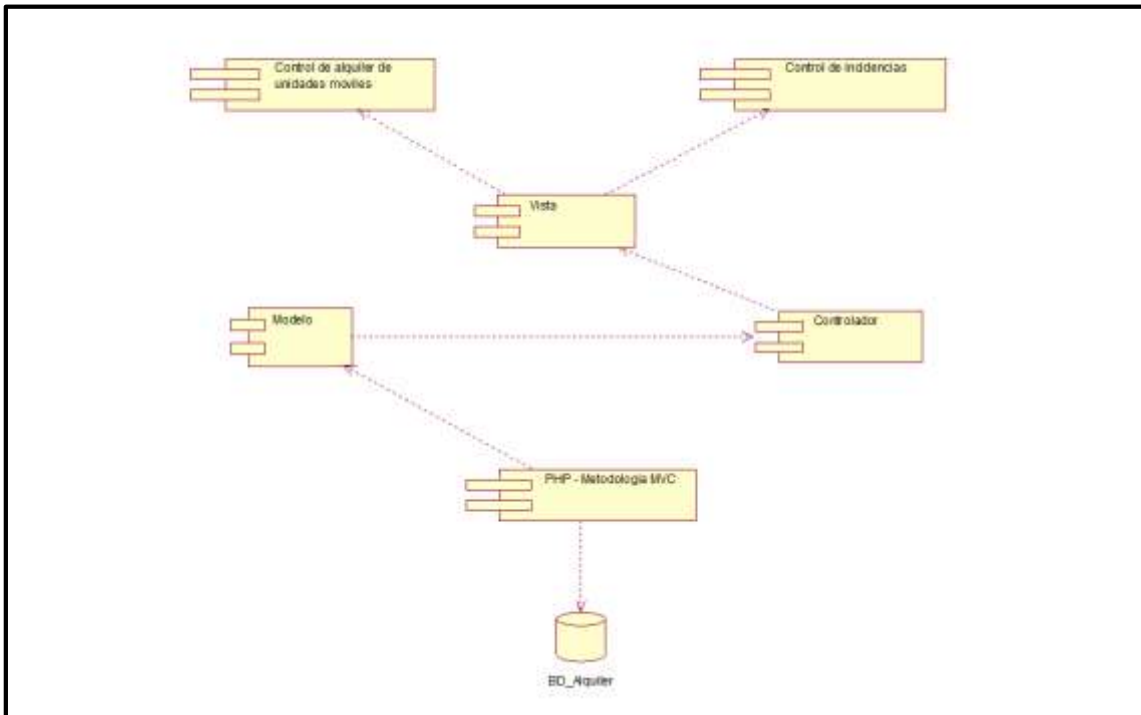 Control de alquiler de
unidades moviles
Control de incidencias
Vista
Modelo
Controlador
PHP - Metodologia MVC
BD_Alquiler